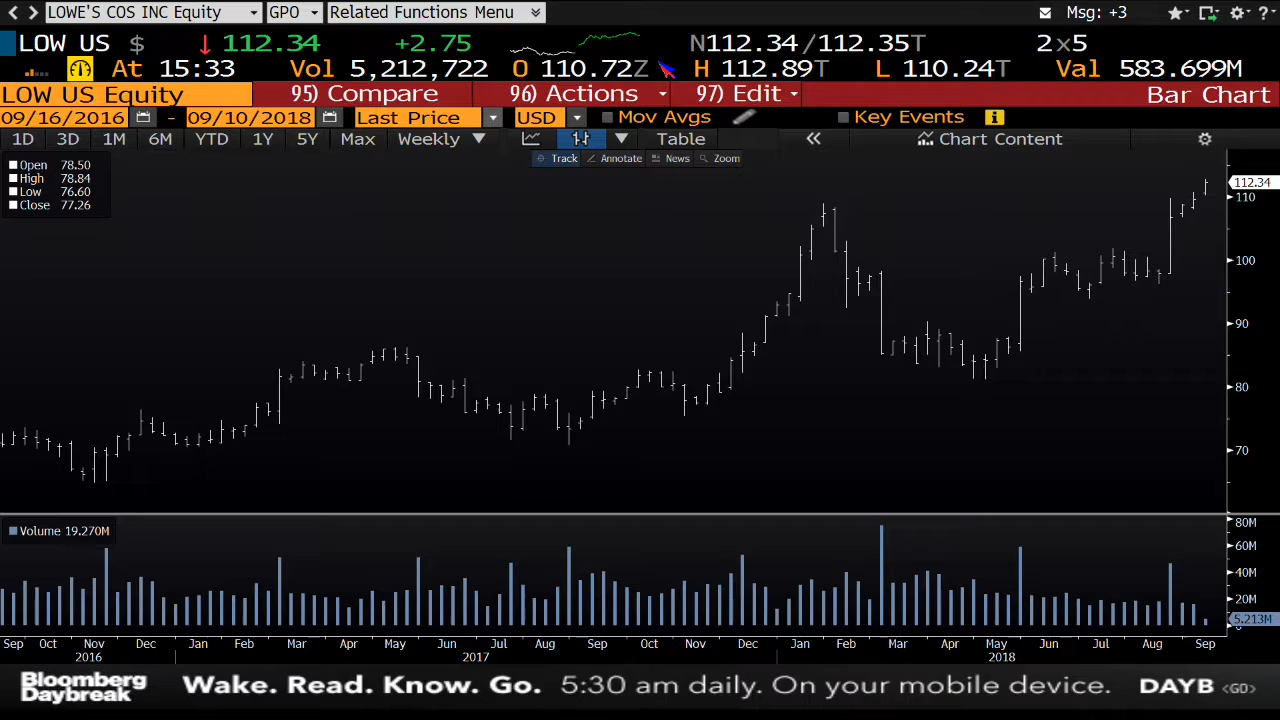 LOWE'S COS INC Equity GPO Related Functions Menu Msg: +3
LOW US $ 112.34 +2.75 N112.34/112.35T 2x5
At 15:33 Vol 5,212,722 O 110.72Z H 112.89T L 110.24T Val 583.699M
LOW US Equity 95) Compare 96) Actions 97) Edit Bar Chart
09/16/2016 - 09/10/2018 Last Price USD Mov Avgs Key Events
1D 3D 1M 6M YTD 1Y 5Y Max Weekly Table Chart Content
Track Annotate News Zoom
Open 78.50
High 78.84
Low 76.60
Close 77.26
112.34
110
100
90
80
70
Volume 19.270M
80M
60M
40M
20M
5.213M
0
Sep Oct Nov Dec Jan Feb Mar Apr May Jun Jul Aug Sep Oct Nov Dec Jan Feb Mar Apr May Jun Jul Aug Sep
2016 2017 2018
Bloomberg
Daybreak
Wake. Read. Know. Go. 5:30 am daily. On your mobile device. DAYB <GO>